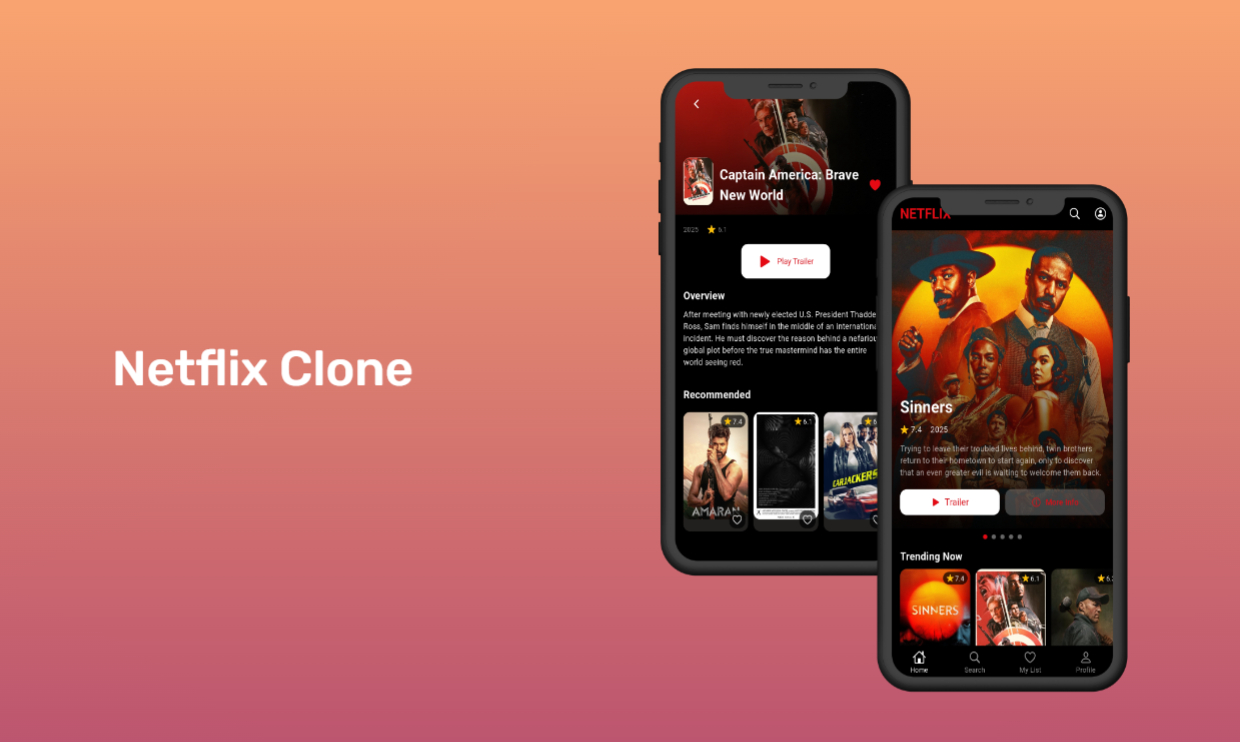 Netflix Clone
Captain America: Brave
New World
2025 6.1
Play Trailer
Overview
After meeting with newly elected U.S. President Thadde
Ross, Sam finds himself in the middle of an internationa
incident. He must discover the reason behind a nefariou
global plot before the true mastermind has the entire
world seeing red.
Recommended
7.4
6.1
6
AMARAN
CARJACKERS
NETFLIX
Sinners
7.4 2025
Trying to leave their troubled lives behind, twin brothers
return to their hometown to start again, only to discover
that an even greater evil is waiting to welcome them back.
Trailer
More Info
Trending Now
7.4
6.1
6.
SINNERS
Home
Search
My List
Profile